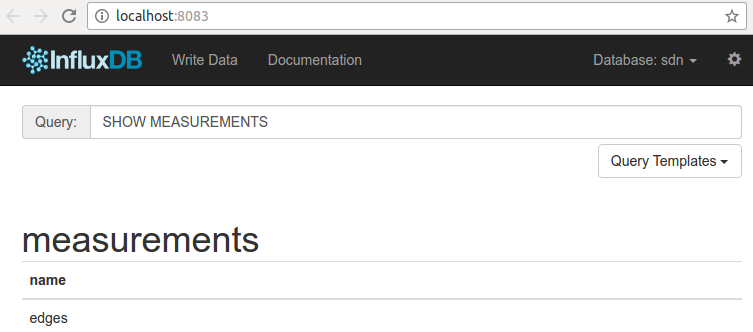 localhost:8083
InfluxDB Write Data Documentation Database: sdn
Query: SHOW MEASUREMENTS
Query Templates
measurements
name
edges